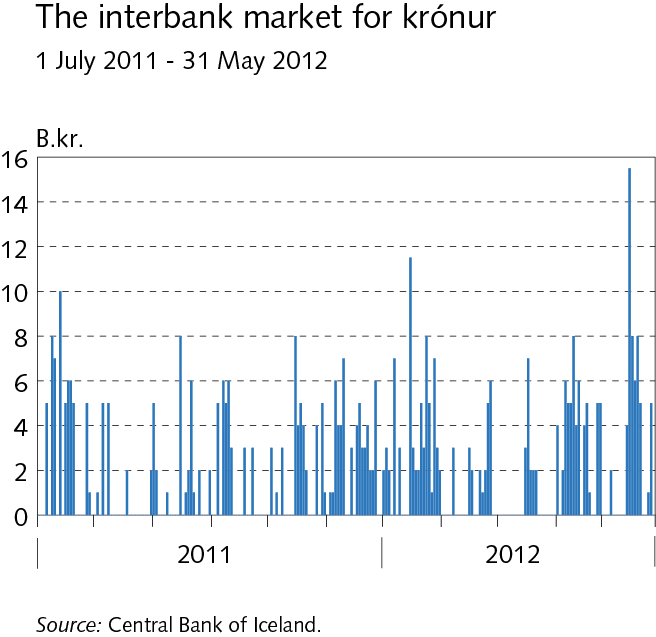 The interbank market for krónur
1 July 2011 - 31 May 2012
B.kr.
16
14
12
10
8
6
4
2
0
2011 2012
Source: Central Bank of Iceland.